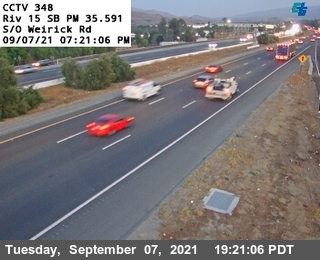 CCTV 348
Riv 15 SB PM 35.591
S/O Weirick Rd
09/07/21 07:21:06 PM
Tuesday, September 07, 2021 19:21:06 PDT